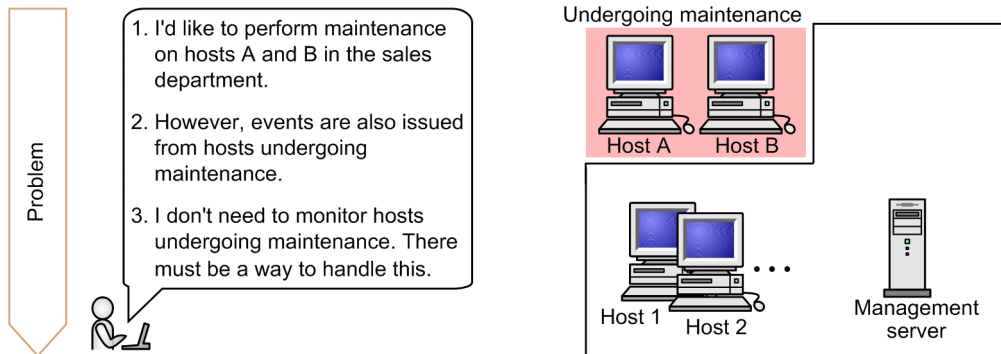 Problem
1. I'd like to perform maintenance
on hosts A and B in the sales
department.
2. However, events are also issued
from hosts undergoing
maintenance.
3. I don't need to monitor hosts
undergoing maintenance. There
must be a way to handle this.
Undergoing maintenance
Host A
Host B
Host 1
Host 2
...
Management
server